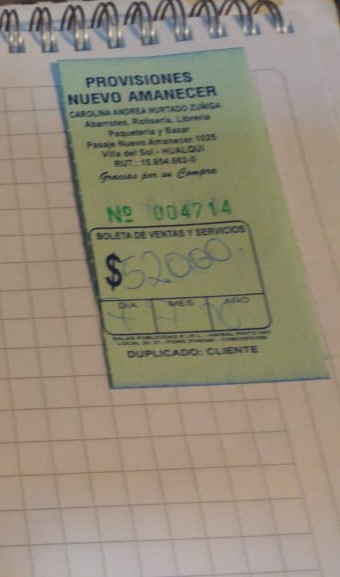 PROVISIONES
NUEVO AMANECER
CAROLINA ANDREA HURTADO ZUÑIGA
Abarrotes, Rotisería, Librería
Paquetería y Bazar
Pasaje Nuevo Amanecer 1025
Villa del Sol - HUALQUI
RUT.: 15.954.662-0
Gracias por su Compra
Nº 004714
BOLETA DE VENTAS Y SERVICIOS
$ 52000.
DIA MES AÑO
DUPLICADO: CLIENTE